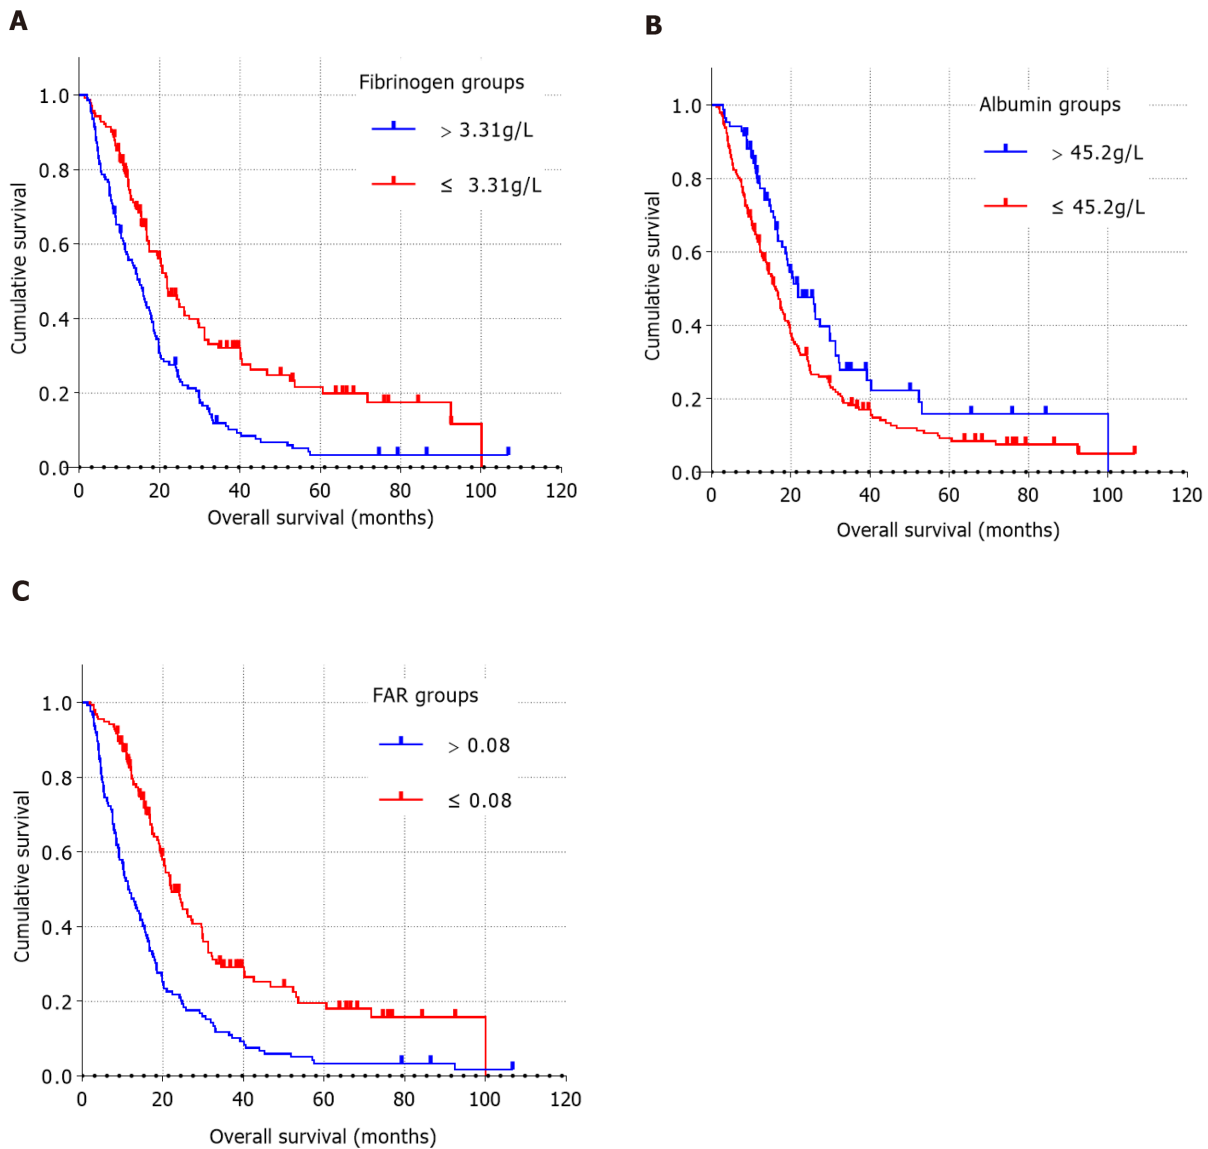 A
Fibrinogen groups
> 3.31g/L
≤ 3.31g/L
1.0
0.8
0.6
0.4
0.2
0.0
Cumulative survival
0 20 40 60 80 100 120
Overall survival (months)
B
Albumin groups
> 45.2g/L
≤ 45.2g/L
1.0
0.8
0.6
0.4
0.2
0.0
Cumulative survival
0 20 40 60 80 100 120
Overall survival (months)
C
FAR groups
> 0.08
≤ 0.08
1.0
0.8
0.6
0.4
0.2
0.0
Cumulative survival
0 20 40 60 80 100 120
Overall survival (months)